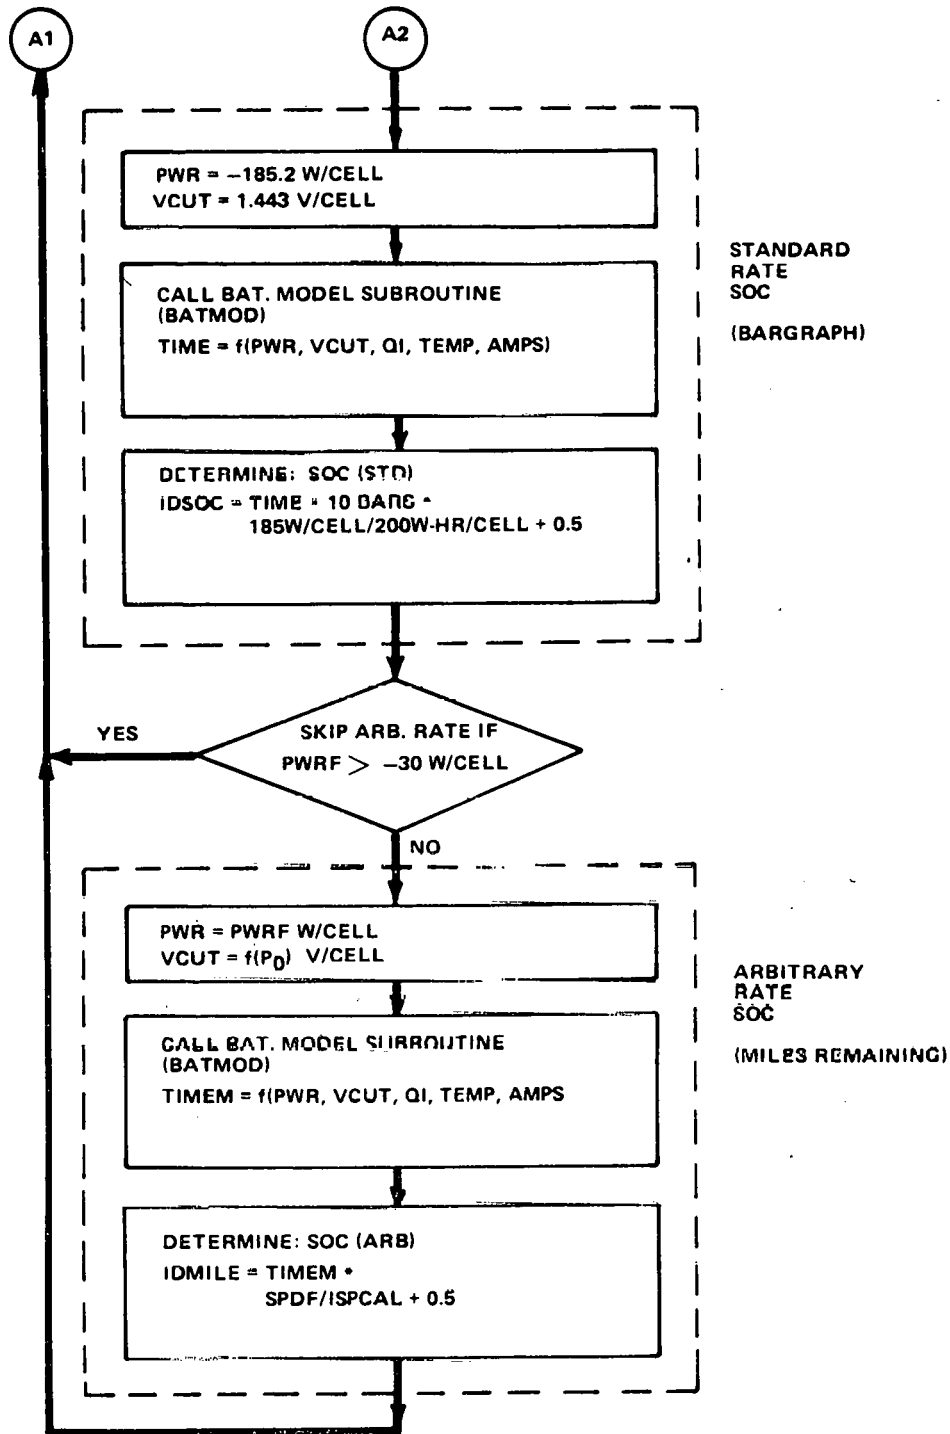 A1
A2
PWR = −185.2 W/CELL
VCUT = 1.443 V/CELL
CALL BAT. MODEL SUBROUTINE
(BATMOD)
TIME = f(PWR, VCUT, QI, TEMP, AMPS)
DETERMINE: SOC (STD)
IDSOC = TIME * 10 BARS *
185W/CELL/200W-HR/CELL + 0.5
STANDARD
RATE
SOC
(BARGRAPH)
SKIP ARB. RATE IF
PWRF > −30 W/CELL
YES
NO
PWR = PWRF W/CELL
VCUT = f(P0) V/CELL
CALL BAT. MODEL SUBROUTINE
(BATMOD)
TIMEM = f(PWR, VCUT, QI, TEMP, AMPS
DETERMINE: SOC (ARB)
IDMILE = TIMEM *
SPDF/ISPCAL + 0.5
ARBITRARY
RATE
SOC
(MILES REMAINING)